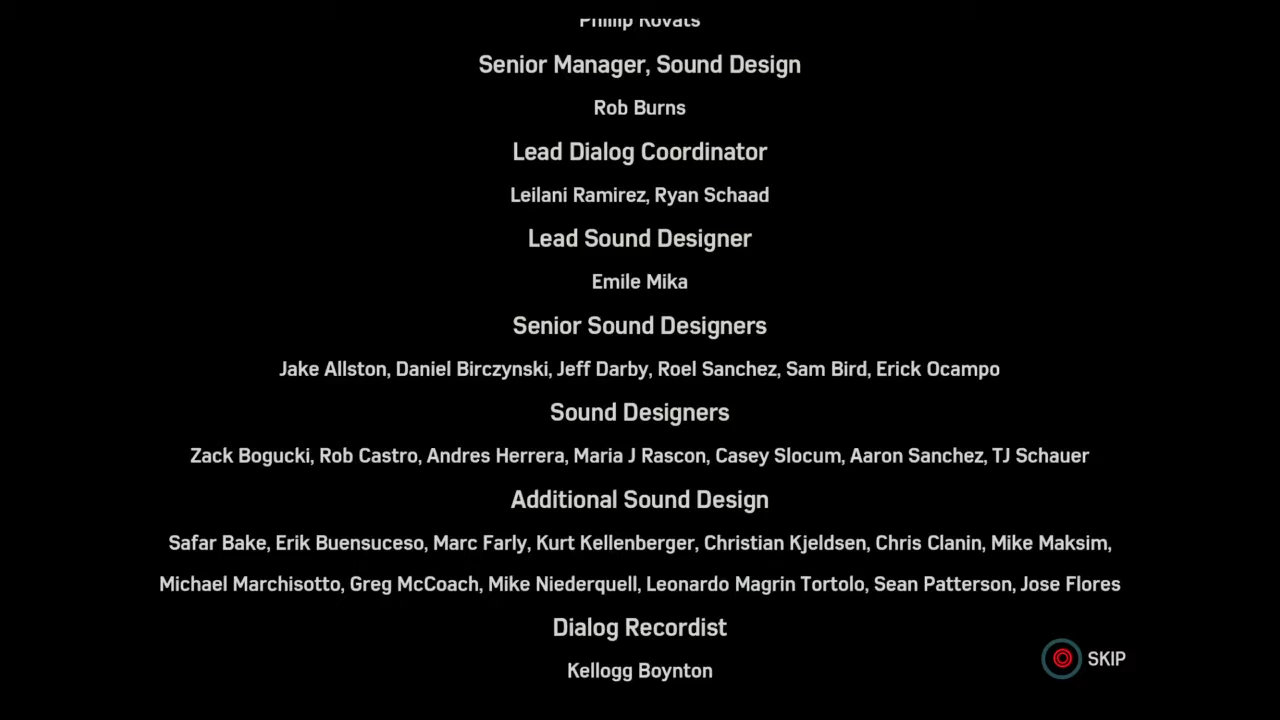 Phillip Kovats
Senior Manager, Sound Design
Rob Burns
Lead Dialog Coordinator
Leilani Ramirez, Ryan Schaad
Lead Sound Designer
Emile Mika
Senior Sound Designers
Jake Allston, Daniel Birczynski, Jeff Darby, Roel Sanchez, Sam Bird, Erick Ocampo
Sound Designers
Zack Bogucki, Rob Castro, Andres Herrera, Maria J Rascon, Casey Slocum, Aaron Sanchez, TJ Schauer
Additional Sound Design
Safar Bake, Erik Buensuceso, Marc Farly, Kurt Kellenberger, Christian Kjeldsen, Chris Clanin, Mike Maksim,
Michael Marchisotto, Greg McCoach, Mike Niederquell, Leonardo Magrin Tortolo, Sean Patterson, Jose Flores
Dialog Recordist
Kellogg Boynton
SKIP